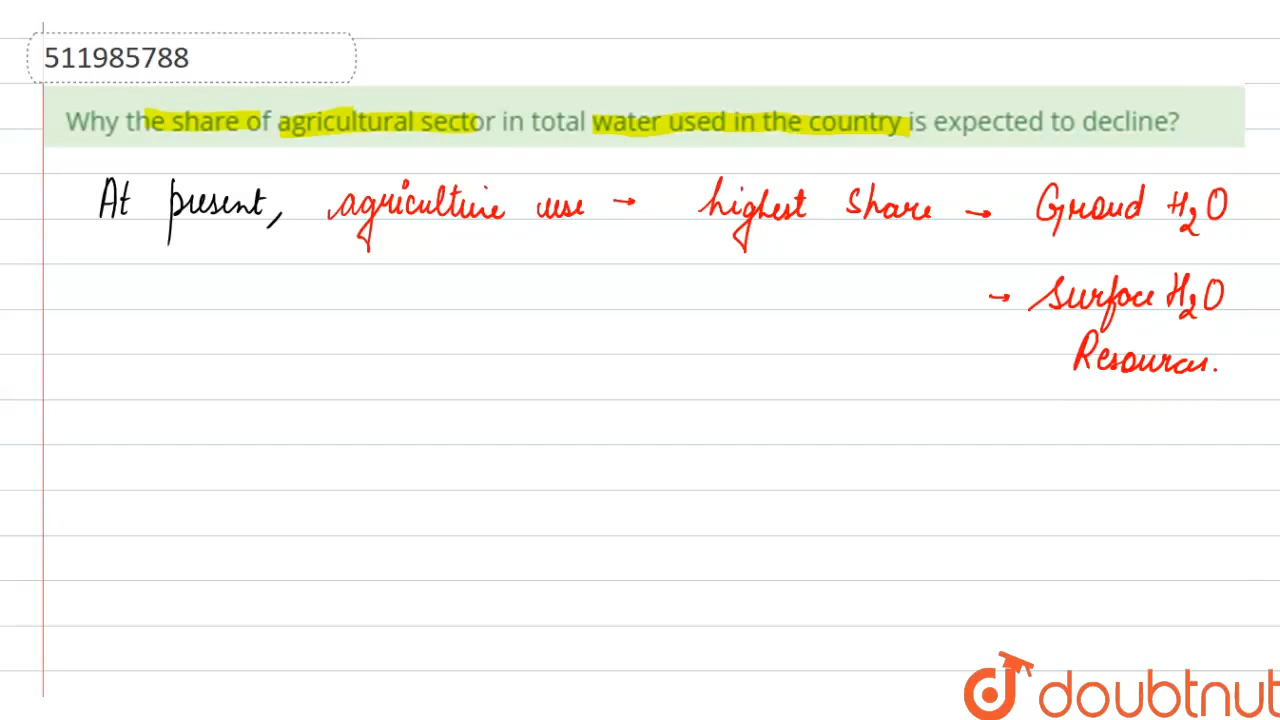 511985788
Why the share of agricultural sector in total water used in the country is expected to decline?
At present, agriculture use → highest share → Groud H2O
→ Surface H2O
Resources.
doubtnut